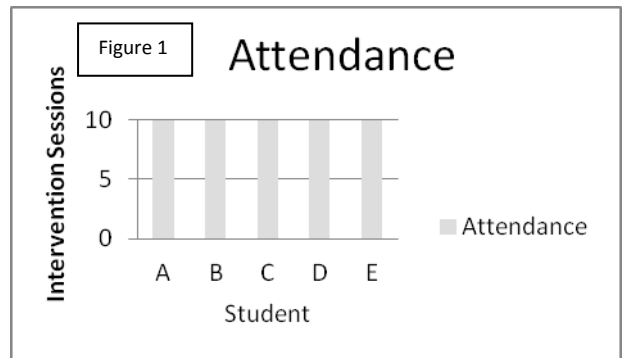 Figure 1
Attendance
Intervention Sessions
10
5
0
A B C D E
Student
Attendance